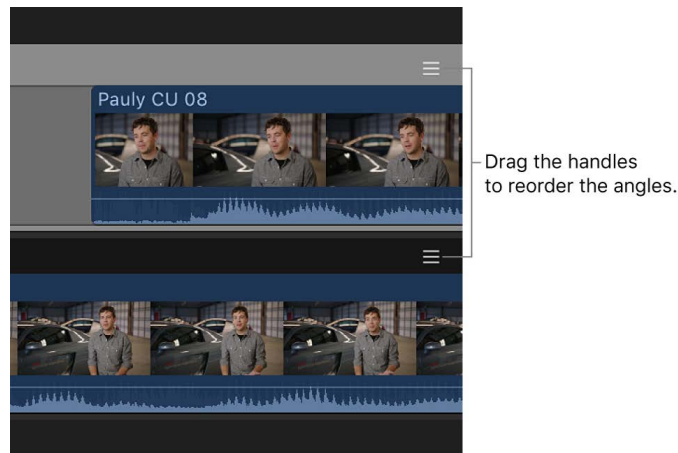 Pauly CU 08
Drag the handles
to reorder the angles.